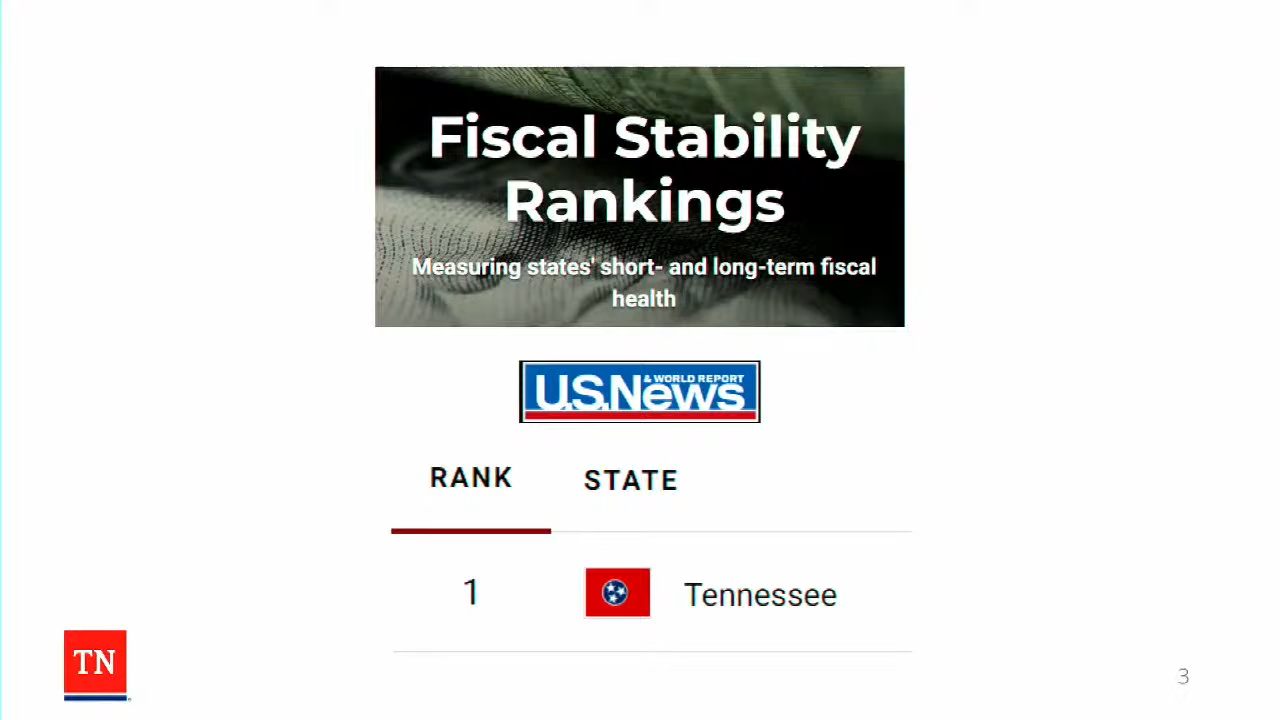 Fiscal Stability
Rankings
Measuring states' short- and long-term fiscal
health
U.S.News & WORLD REPORT
RANK STATE
1 Tennessee
TN
3